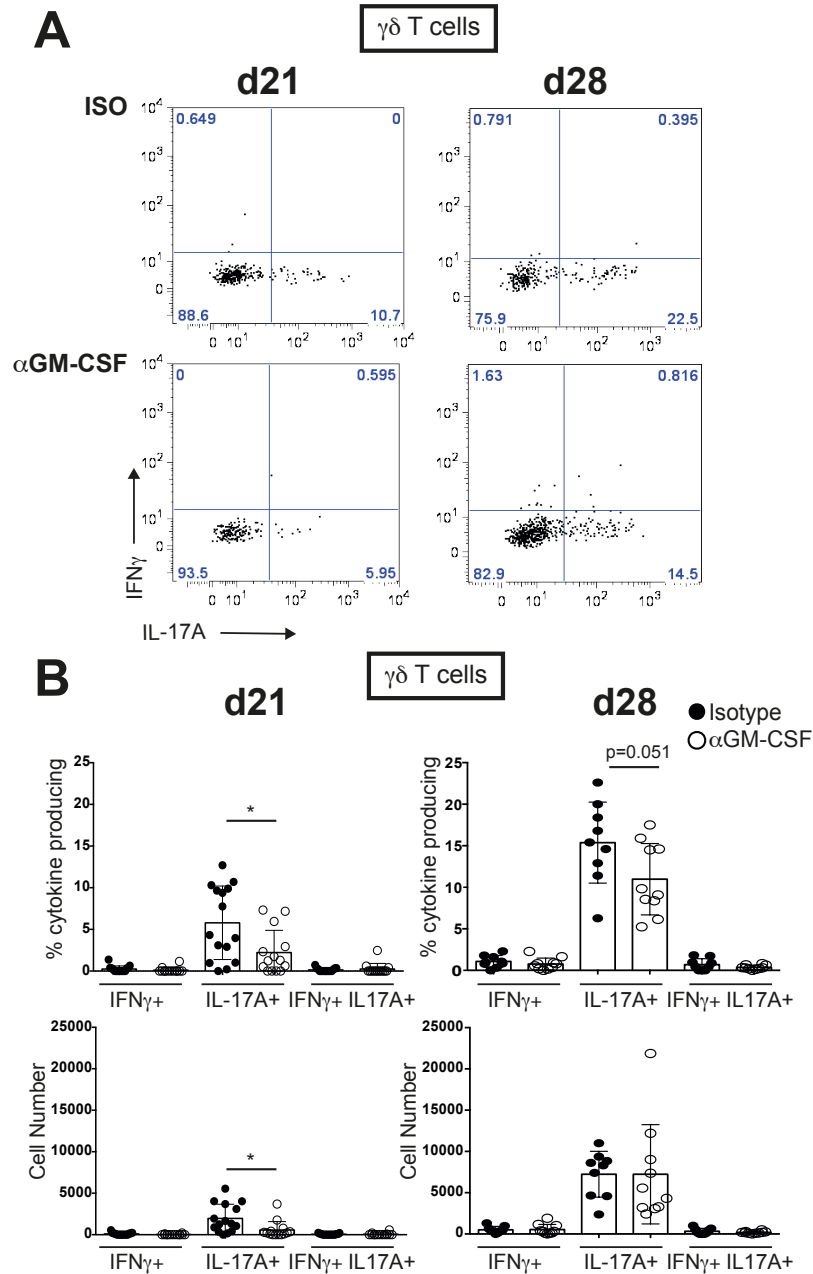 A
γδ T cells
d21 d28
ISO
10⁴
10³
10²
10¹
0
0.649 0
88.6 10.7
0 10¹ 10² 10³ 10⁴
10⁴
10³
10²
10¹
0
0.791 0.395
75.9 22.5
0 10¹ 10² 10³
αGM-CSF
10⁴
10³
10²
10¹
0
0 0.595
93.5 5.95
0 10¹ 10² 10³ 10⁴
10³
10²
10¹
0
1.63 0.816
82.9 14.5
0 10¹ 10² 10³
IFNγ
IL-17A
B
γδ T cells
d21 d28
Isotype
αGM-CSF
% cytokine producing
25
20
15
10
5
0
*
IFNγ+ IL-17A+ IFNγ+ IL17A+
% cytokine producing
25
20
15
10
5
0
p=0.051
IFNγ+ IL-17A+ IFNγ+ IL17A+
Cell Number
25000
20000
15000
10000
5000
0
*
IFNγ+ IL-17A+ IFNγ+ IL17A+
Cell Number
25000
20000
15000
10000
5000
0
IFNγ+ IL-17A+ IFNγ+ IL17A+